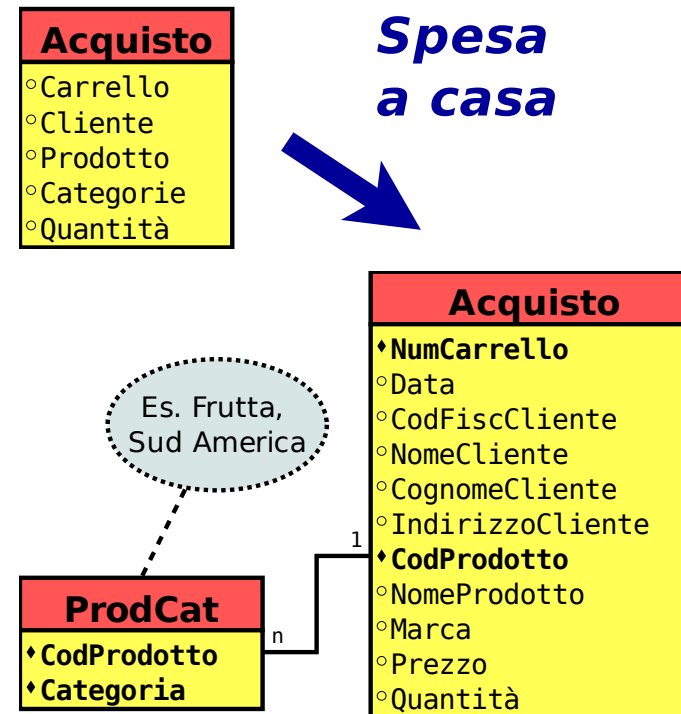 Acquisto
Carrello
Cliente
Prodotto
Categorie
Quantità
Spesa
a casa
Acquisto
NumCarrello
Data
CodFiscCliente
NomeCliente
CognomeCliente
IndirizzoCliente
CodProdotto
NomeProdotto
Marca
Prezzo
Quantità
Es. Frutta,
Sud America
1
n
ProdCat
CodProdotto
Categoria